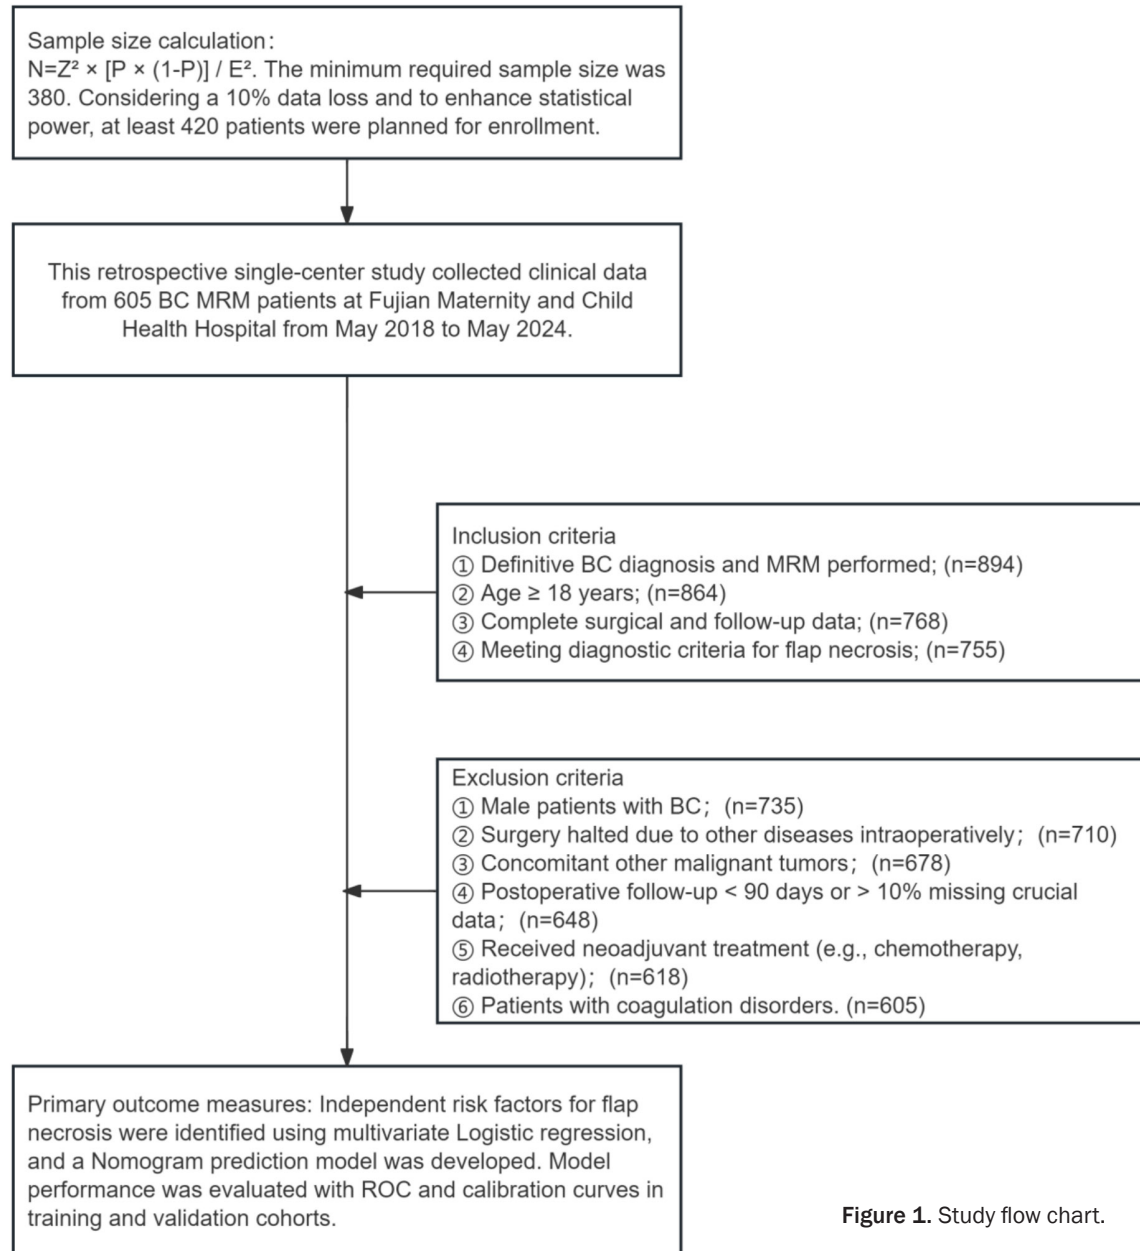 Sample size calculation:
N=Z² × [P × (1-P)] / E². The minimum required sample size was
380. Considering a 10% data loss and to enhance statistical
power, at least 420 patients were planned for enrollment.
This retrospective single-center study collected clinical data
from 605 BC MRM patients at Fujian Maternity and Child
Health Hospital from May 2018 to May 2024.
Inclusion criteria
① Definitive BC diagnosis and MRM performed; (n=894)
② Age ≥ 18 years; (n=864)
③ Complete surgical and follow-up data; (n=768)
④ Meeting diagnostic criteria for flap necrosis; (n=755)
Exclusion criteria
① Male patients with BC; (n=735)
② Surgery halted due to other diseases intraoperatively; (n=710)
③ Concomitant other malignant tumors; (n=678)
④ Postoperative follow-up < 90 days or > 10% missing crucial
data; (n=648)
⑤ Received neoadjuvant treatment (e.g., chemotherapy,
radiotherapy); (n=618)
⑥ Patients with coagulation disorders. (n=605)
Primary outcome measures: Independent risk factors for flap
necrosis were identified using multivariate Logistic regression,
and a Nomogram prediction model was developed. Model
performance was evaluated with ROC and calibration curves in
training and validation cohorts.
Figure 1. Study flow chart.